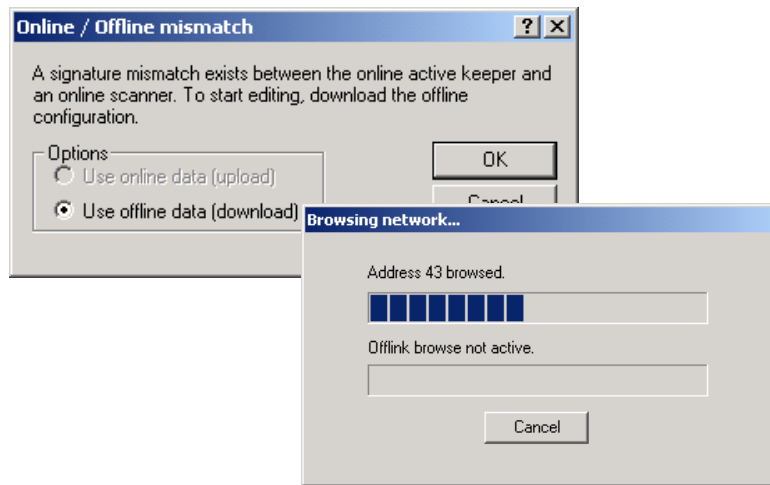 Online / Offline mismatch
A signature mismatch exists between the online active keeper and
an online scanner. To start editing, download the offline
configuration.
Options
Use online data (upload)
Use offline data (download)
OK
Cancel
Browsing network...
Address 43 browsed.
Offlink browse not active.
Cancel